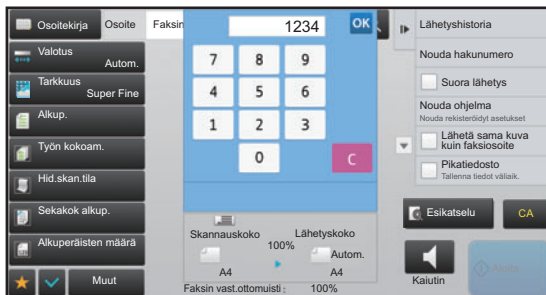 Osoitekirja
Osoite
Faksin
1234
OK
Lähetyshistoria
Valotus
Autom.
Tarkkuus
Super Fine
Alkup.
Työn kokoam.
Hid.skan.tila
Sekakok alkup.
Alkuperäisten määrä
Muut
7 8 9
4 5 6
1 2 3
0 C
Skannauskoko
100%
Lähetyskoko
Autom.
A4
A4
Faksin vast.ottomuisti : 100%
Nouda hakunumero
Suora lähetys
Nouda ohjelma
Nouda rekisteröidyt asetukset
Lähetä sama kuva
kuin faksiosoite
Pikatiedosto
Tallenna tiedot väliaik.
Esikatselu
CA
Kaiutin
Aloita